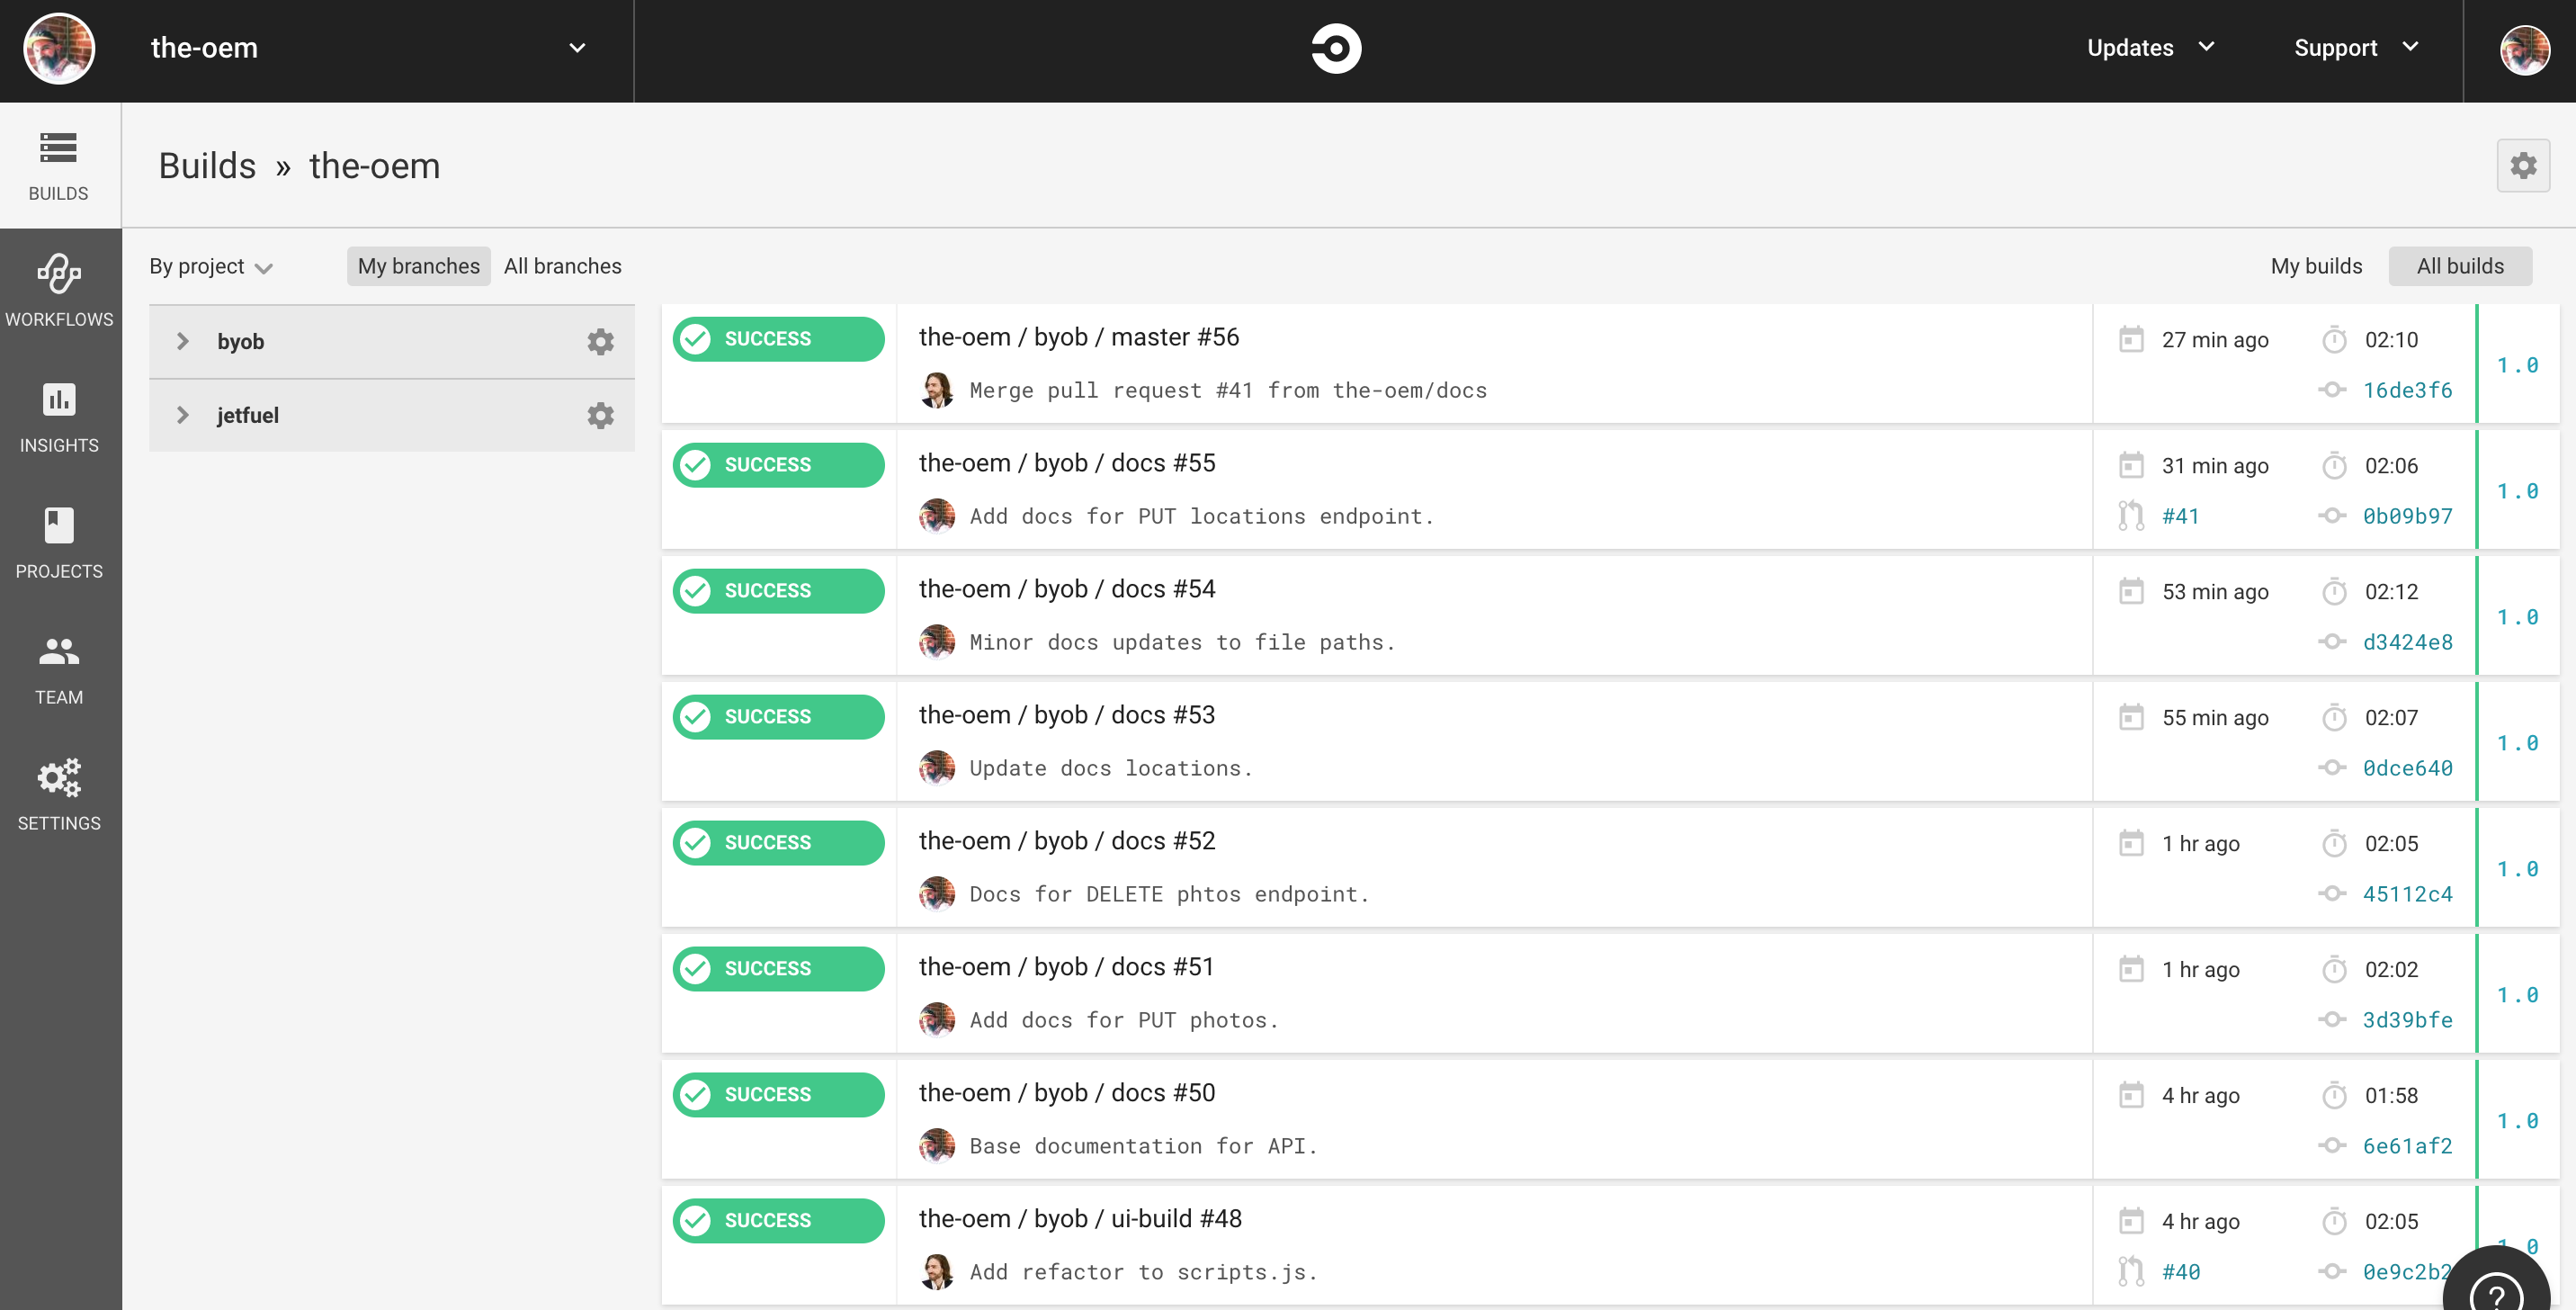 the-oem
Updates
Support
BUILDS
Builds » the-oem
WORKFLOWS
INSIGHTS
PROJECTS
TEAM
SETTINGS
By project
My branches
All branches
My builds
All builds
byob
jetfuel
SUCCESS
the-oem / byob / master #56
27 min ago
02:10
Merge pull request #41 from the-oem/docs
16de3f6
1.0
SUCCESS
the-oem / byob / docs #55
31 min ago
02:06
Add docs for PUT locations endpoint.
#41
0b09b97
1.0
SUCCESS
the-oem / byob / docs #54
53 min ago
02:12
Minor docs updates to file paths.
d3424e8
1.0
SUCCESS
the-oem / byob / docs #53
55 min ago
02:07
Update docs locations.
0dce640
1.0
SUCCESS
the-oem / byob / docs #52
1 hr ago
02:05
Docs for DELETE phtos endpoint.
45112c4
1.0
SUCCESS
the-oem / byob / docs #51
1 hr ago
02:02
Add docs for PUT photos.
3d39bfe
1.0
SUCCESS
the-oem / byob / docs #50
4 hr ago
01:58
Base documentation for API.
6e61af2
1.0
SUCCESS
the-oem / byob / ui-build #48
4 hr ago
02:05
Add refactor to scripts.js.
#40
0e9c2b2
1.0
?